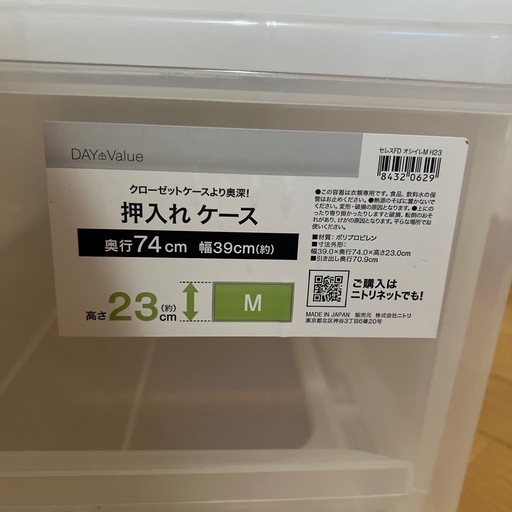 DAY Value
セレスFD オシイレM H23
8432 0629
クローゼットケースより奥深!
押入れ ケース
奥行74cm 幅39cm(約)
高さ23(約)cm
M
●この容器は衣類専用です。食品、飲料水の保
管はお止めください。●熱源のそばに置かないで
ください。変形・破損の原因となります。●上にの
ったり寄り掛かったりしますと破損、転倒のおそ
れがあり、けがの原因となります。平らな場所でお
使いください。
■材質:ポリプロピレン
■寸法外形:
幅39.0×奥行74.0×高さ23.0cm
■引き出し奥行70.9cm
ご購入は
ニトリネットでも!
MADE IN JAPAN 販売元 株式会社ニトリ
東京都北区神谷3丁目6番20号